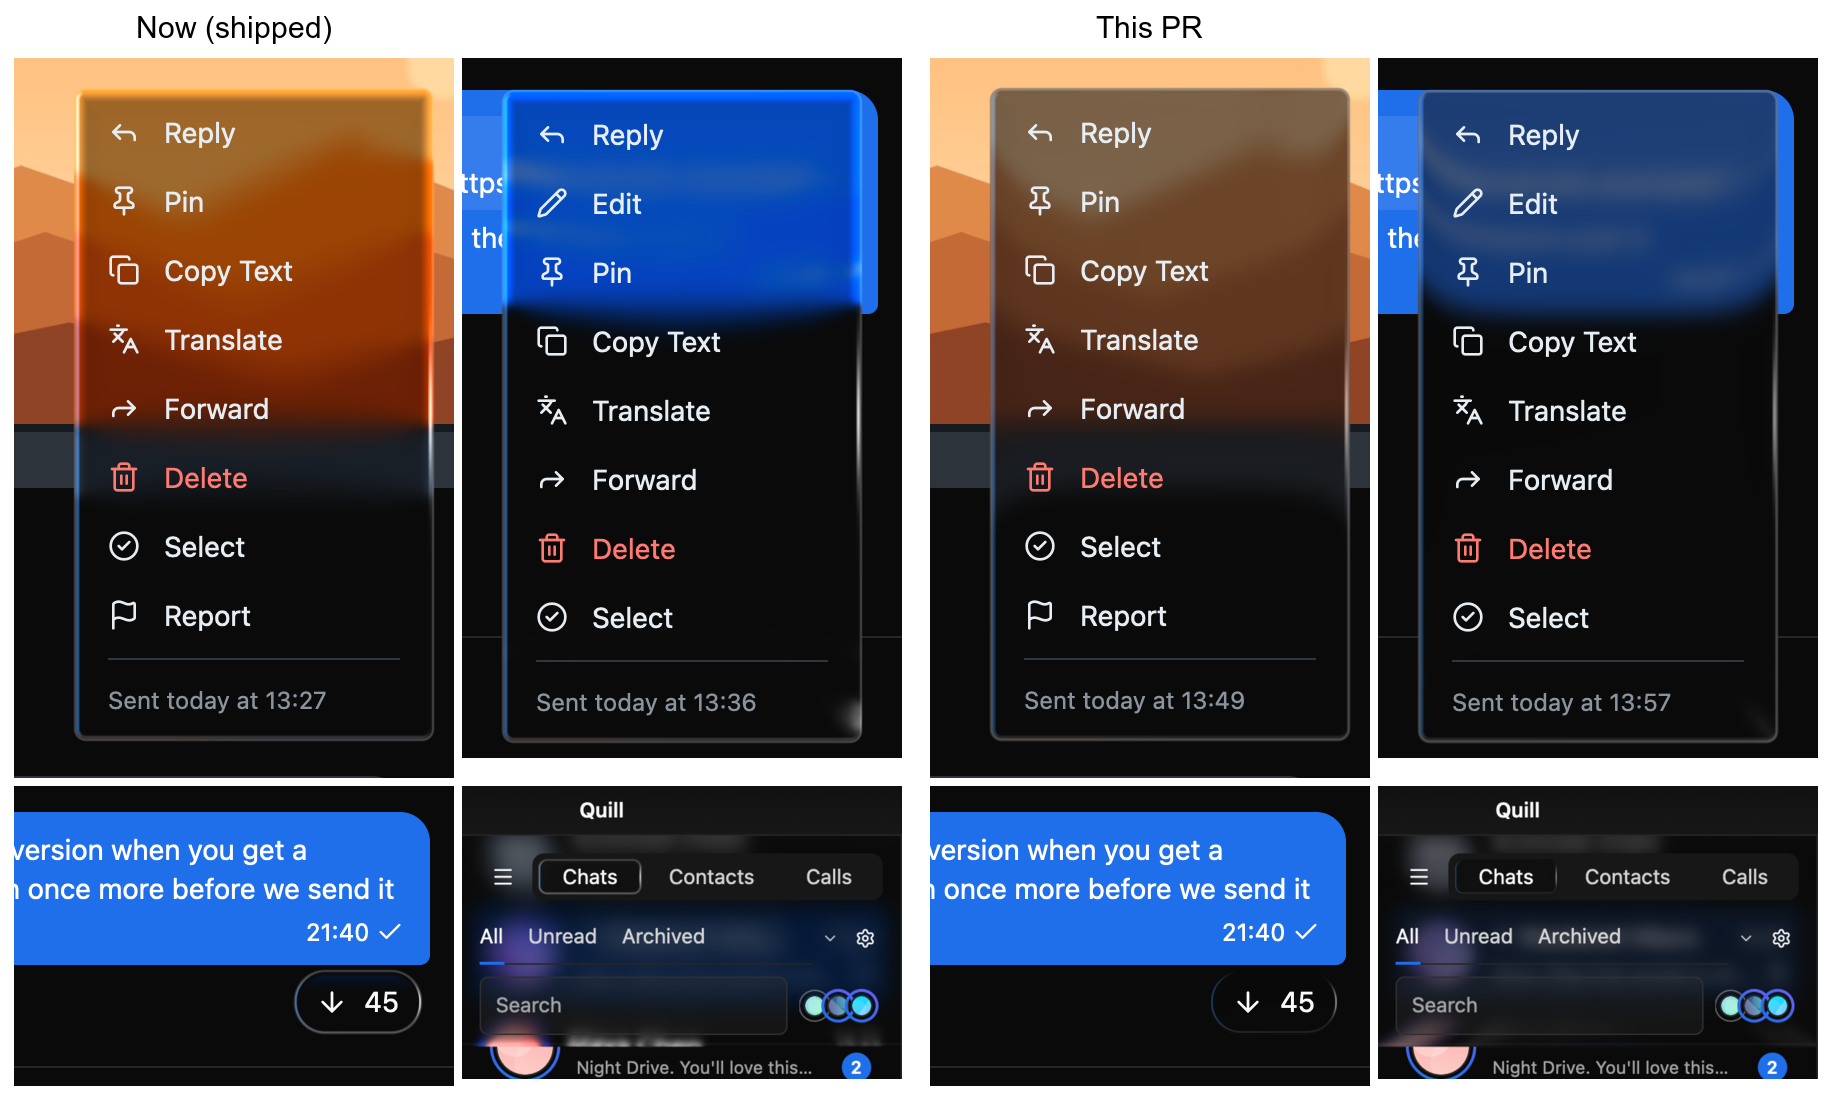 Now (shipped)
This PR
Reply
Pin
Copy Text
Translate
Forward
Delete
Select
Report
Sent today at 13:27
ttps
the
Reply
Edit
Pin
Copy Text
Translate
Forward
Delete
Select
Sent today at 13:36
Reply
Pin
Copy Text
Translate
Forward
Delete
Select
Report
Sent today at 13:49
ttps
the
Reply
Edit
Pin
Copy Text
Translate
Forward
Delete
Select
Sent today at 13:57
version when you get a
once more before we send it
21:40
45
Quill
Chats Contacts Calls
All Unread Archived
Search
Night Drive. You'll love this...
2
version when you get a
once more before we send it
21:40
45
Quill
Chats Contacts Calls
All Unread Archived
Search
Night Drive. You'll love this...
2